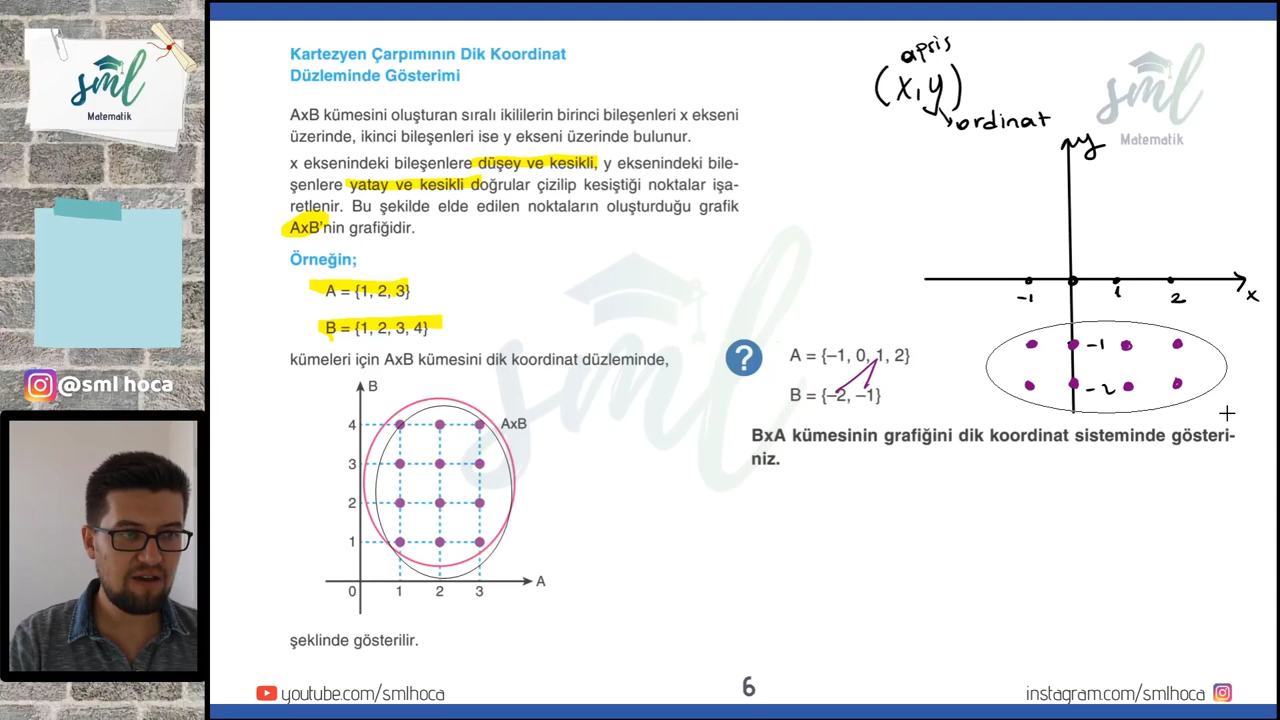 sml
Matematik
@sml hoca
Kartezyen Çarpımının Dik Koordinat
Düzleminde Gösterimi
AxB kümesini oluşturan sıralı ikililerin birinci bileşenleri x ekseni
üzerinde, ikinci bileşenleri ise y ekseni üzerinde bulunur.
x eksenindeki bileşenlere düşey ve kesikli, y eksenindeki bile-
şenlere yatay ve kesikli doğrular çizilip kesiştiği noktalar işa-
retlenir. Bu şekilde elde edilen noktaların oluşturduğu grafik
AxB'nin grafiğidir.
Örneğin;
A = {1, 2, 3}
B = {1, 2, 3, 4}
kümeleri için AxB kümesini dik koordinat düzleminde,
B
4
AxB
3
2
1
A
0 1 2 3
şeklinde gösterilir.
apris
(x,y)
ordinat
sml
Matematik
y
-1 1 2 x
-1
-2
?
A = {–1, 0, 1, 2}
B = {–2, –1}
BxA kümesinin grafiğini dik koordinat sisteminde gösteri-
niz.
sml
youtube.com/smlhoca
6
instagram.com/smlhoca